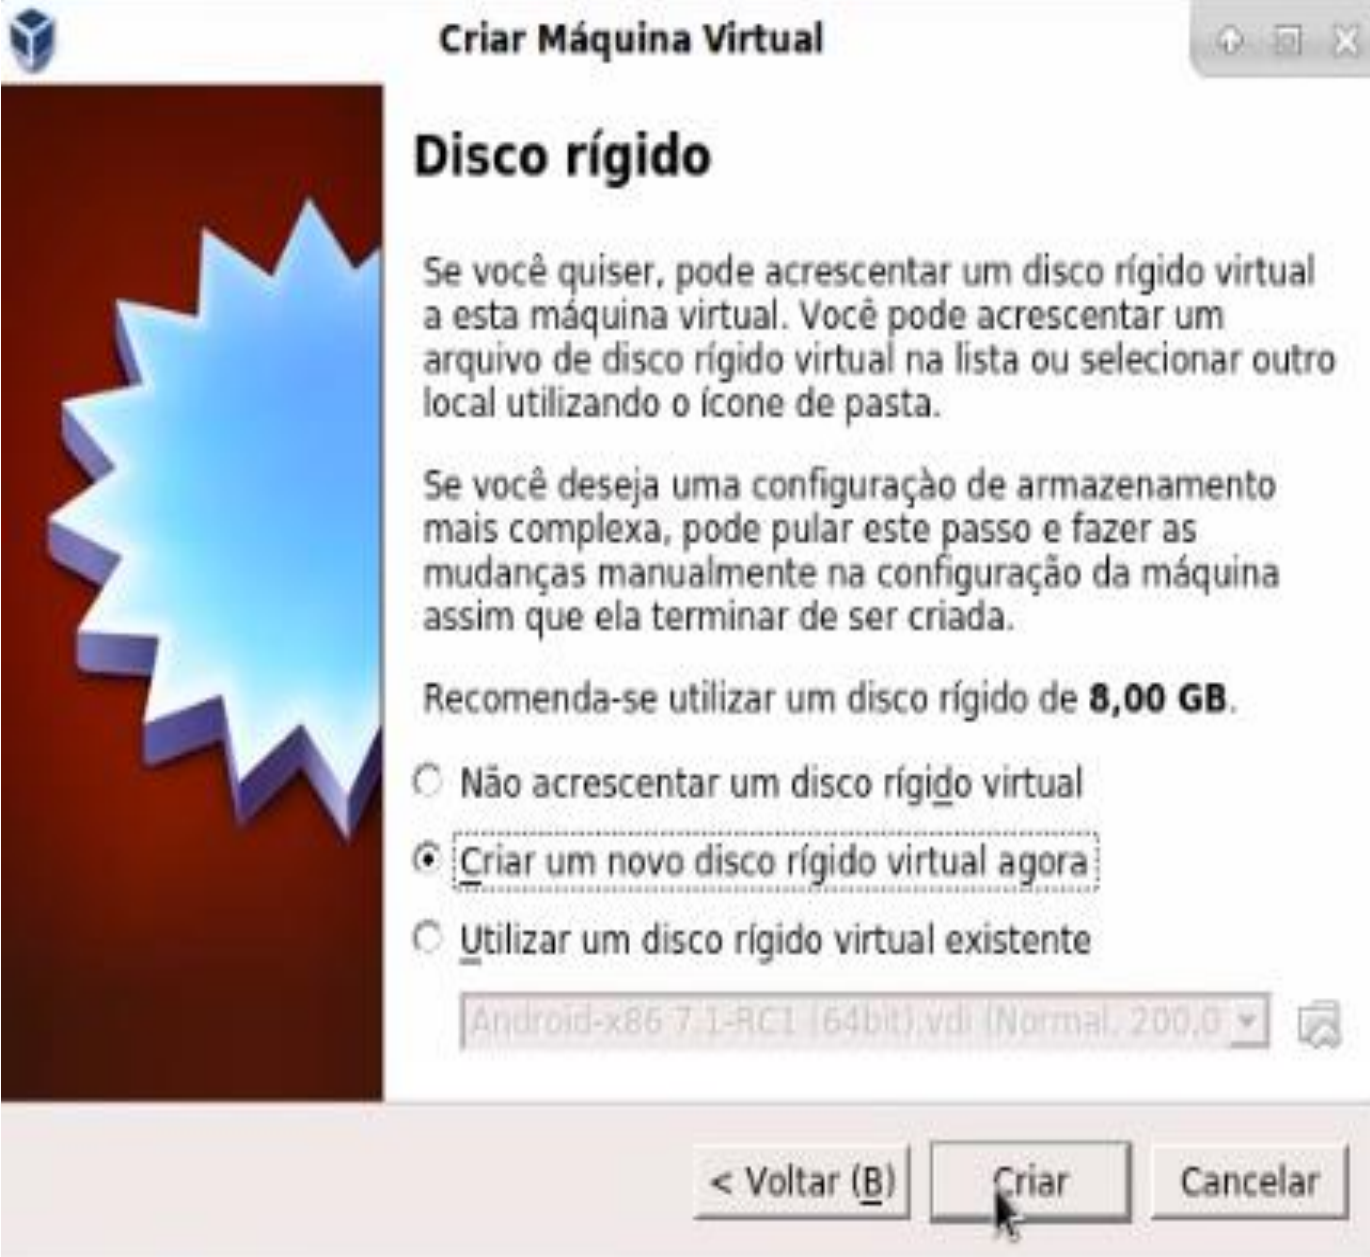 Criar Máquina Virtual
Disco rígido
Se você quiser, pode acrescentar um disco rígido virtual
a esta máquina virtual. Você pode acrescentar um
arquivo de disco rígido virtual na lista ou selecionar outro
local utilizando o ícone de pasta.
Se você deseja uma configuração de armazenamento
mais complexa, pode pular este passo e fazer as
mudanças manualmente na configuração da máquina
assim que ela terminar de ser criada.
Recomenda-se utilizar um disco rígido de 8,00 GB.
Não acrescentar um disco rígido virtual
Criar um novo disco rígido virtual agora
Utilizar um disco rígido virtual existente
Android-x86 7.1-RC1 (64bit).vdi (Normal, 200,0
< Voltar (B)
Criar
Cancelar